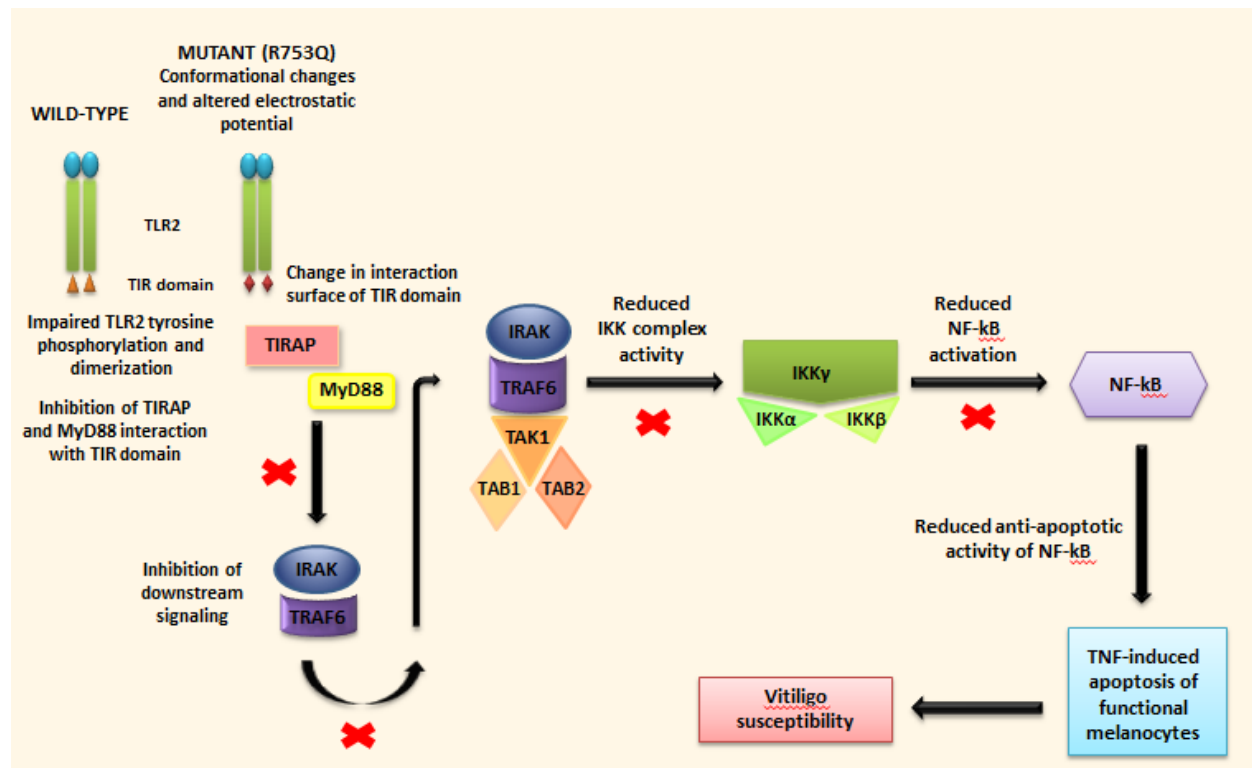 MUTANT (R753Q)
Conformational changes
and altered electrostatic
potential
WILD-TYPE
TLR2
TIR domain
Change in interaction
surface of TIR domain
Impaired TLR2 tyrosine
phosphorylation and
dimerization
Inhibition of TIRAP
and MyD88 interaction
with TIR domain
TIRAP
MyD88
Inhibition of
downstream
signaling
IRAK
TRAF6
IRAK
TRAF6
TAK1
TAB1
TAB2
Reduced
IKK complex
activity
IKKγ
IKKα
IKKβ
Reduced
NF-kB
activation
NF-kB
Reduced anti-apoptotic
activity of NF-kB
TNF-induced
apoptosis of
functional
melanocytes
Vitiligo
susceptibility